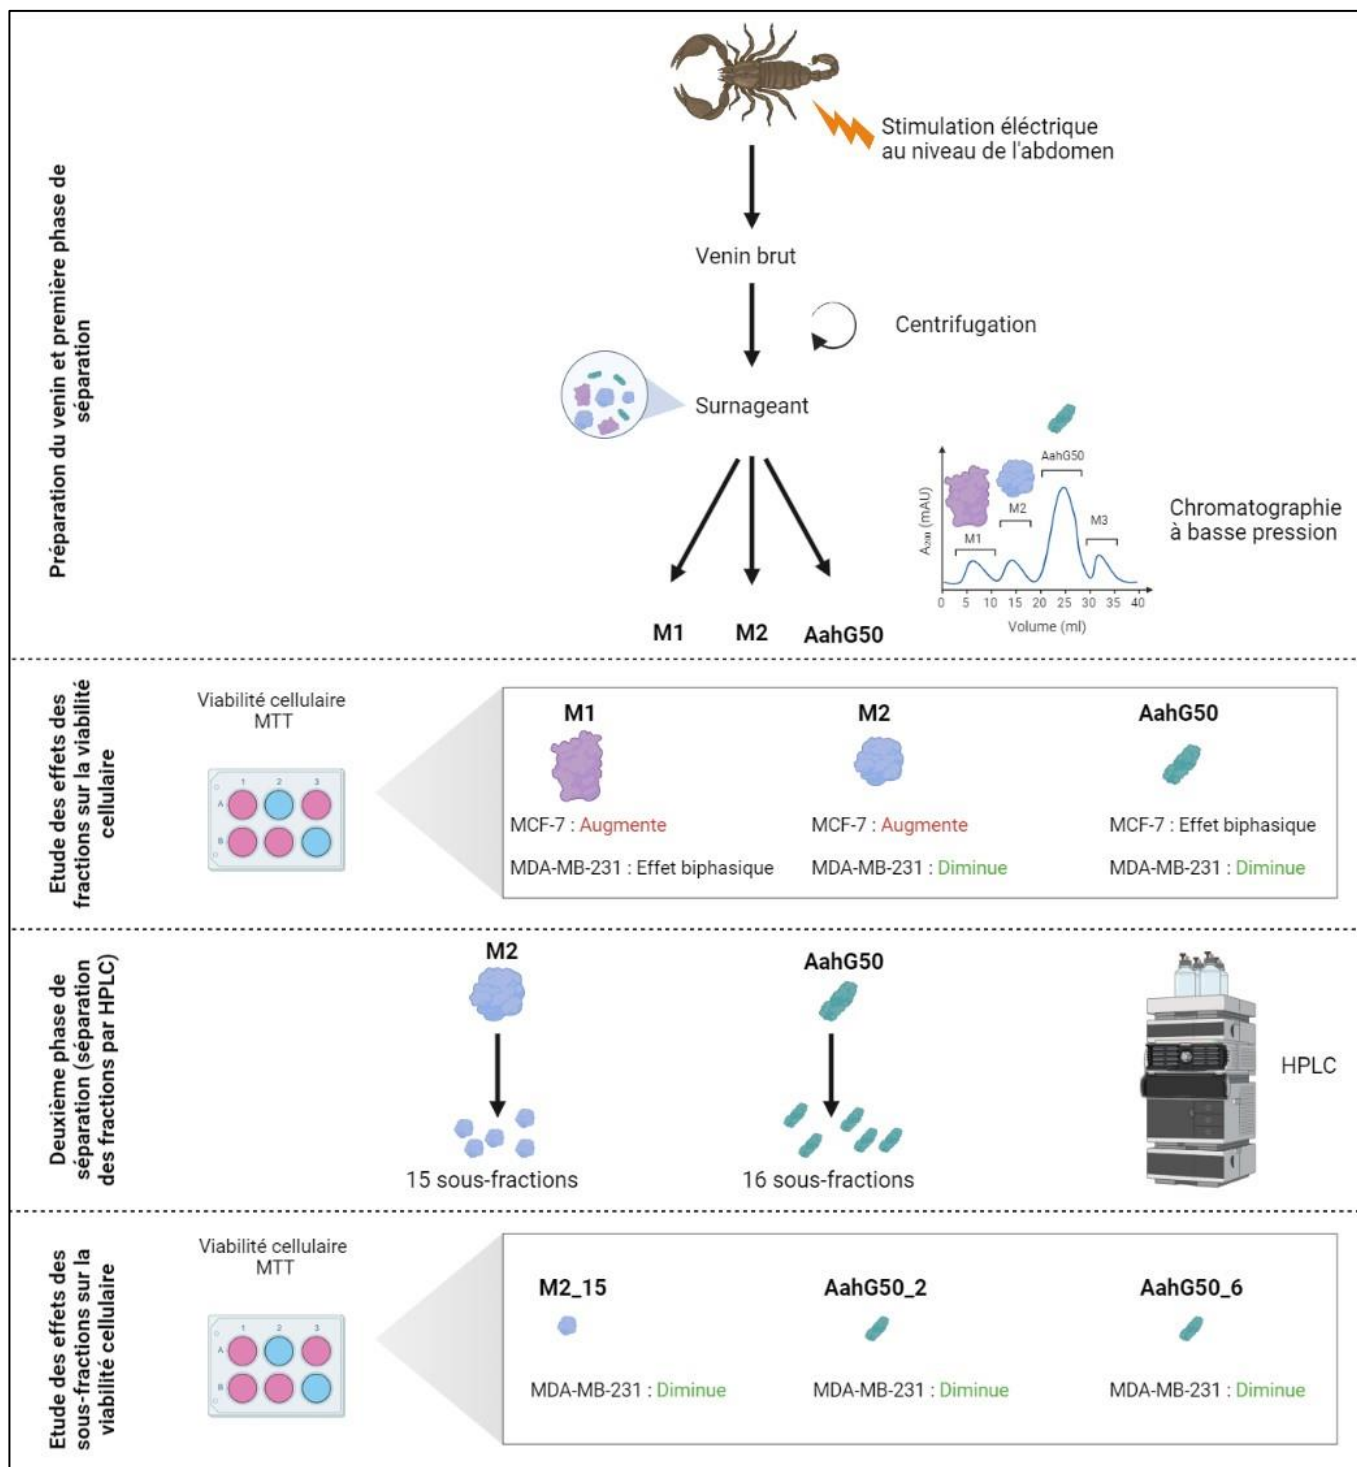 Préparation du venin et première phase de
séparation
Stimulation éléctrique
au niveau de l'abdomen
Venin brut
Centrifugation
Surnageant
AahG50
M2
M1
M3
A₂₈₀ (mAU)
0 5 10 15 20 25 30 35 40
Volume (ml)
Chromatographie
à basse pression
M1 M2 AahG50
Etude des effets des
fractions sur la viabilité
cellulaire
Viabilité cellulaire
MTT
1 2 3
A
B
M1 M2 AahG50
MCF-7 : Augmente
MDA-MB-231 : Effet biphasique
MCF-7 : Augmente
MDA-MB-231 : Diminue
MCF-7 : Effet biphasique
MDA-MB-231 : Diminue
Deuxième phase de
séparation (séparation
des fractions par HPLC)
M2
15 sous-fractions
AahG50
16 sous-fractions
HPLC
Etude des effets des
sous-fractions sur la
viabilité cellulaire
Viabilité cellulaire
MTT
1 2 3
A
B
M2_15
MDA-MB-231 : Diminue
AahG50_2
MDA-MB-231 : Diminue
AahG50_6
MDA-MB-231 : Diminue